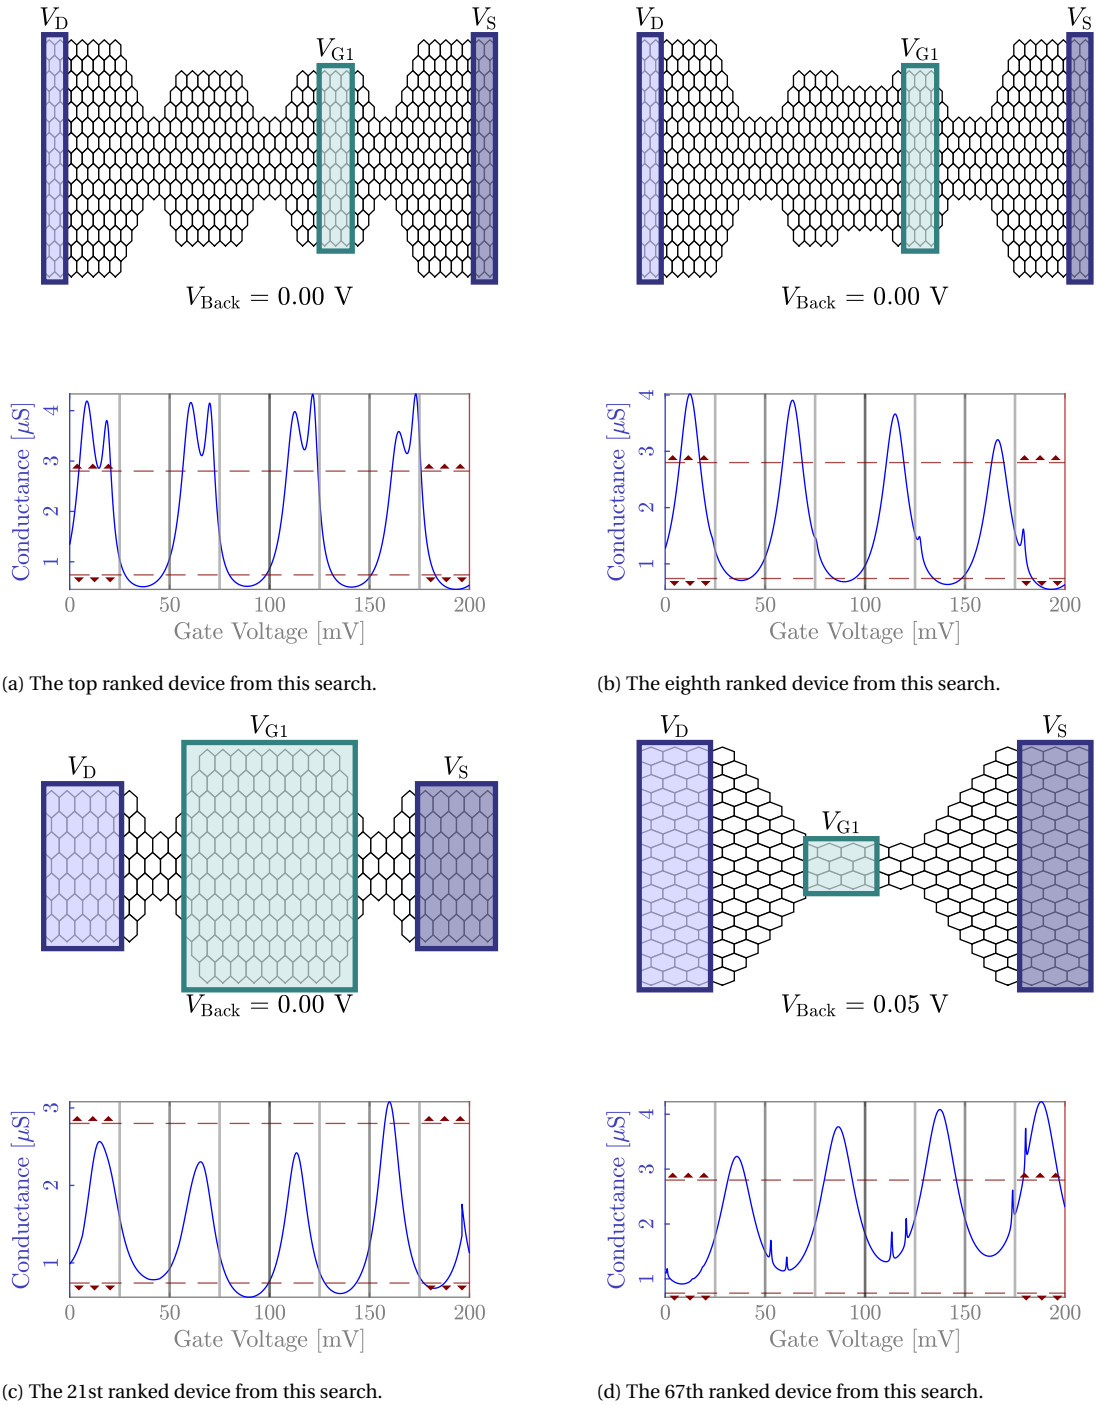 V_D V_S V_D V_S
V_G1 V_G1
V_Back = 0.00 V V_Back = 0.00 V
Conductance [μS] 1 2 3 4
0 50 100 150 200
Gate Voltage [mV]
Conductance [μS] 1 2 3 4
0 50 100 150 200
Gate Voltage [mV]
(a) The top ranked device from this search.
(b) The eighth ranked device from this search.
V_G1
V_D V_S
V_Back = 0.00 V
V_D V_S
V_G1
V_Back = 0.05 V
Conductance [μS] 1 2 3
0 50 100 150 200
Gate Voltage [mV]
Conductance [μS] 1 2 3 4
0 50 100 150 200
Gate Voltage [mV]
(c) The 21st ranked device from this search.
(d) The 67th ranked device from this search.